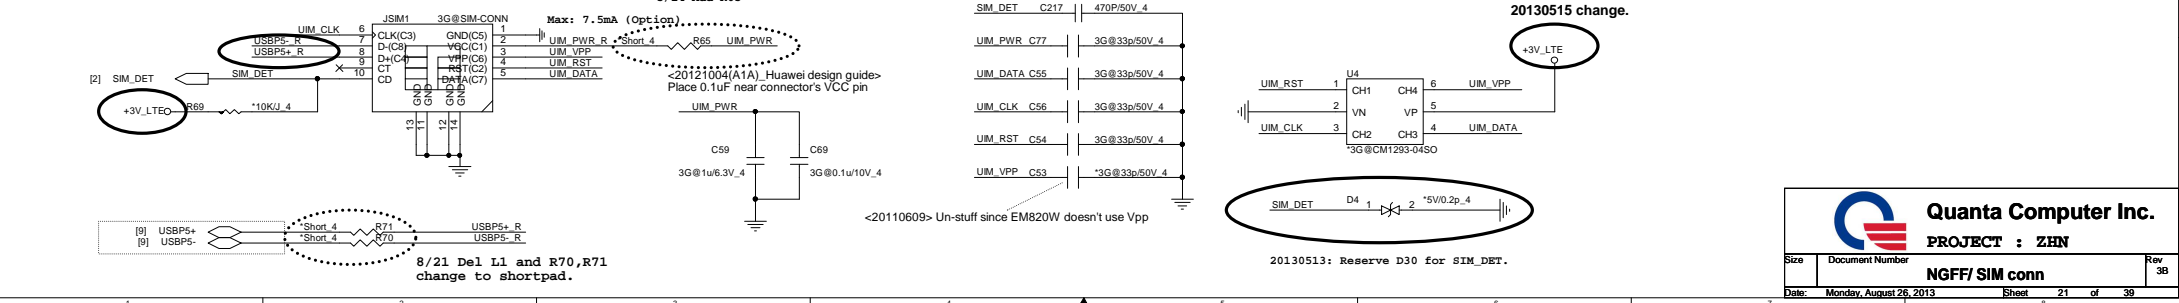 JSIM1
3G@SIM-CONN
UIM_CLK 6 CLK(C3) GND(C5) 1
USBP5-_R 7 D-(C8) VCC(C1) 2 UIM_PWR_R
USBP5+_R 8 D+(C4) VPP(C6) 3 UIM_VPP
9 CT RST(C2) 4 UIM_RST
SIM_DET 10 CD DATA(C7) 5 UIM_DATA
GND GND GND GND
13 11 12 14
[2] SIM_DET
+3V_LTE R69 *10K/J_4
Max: 7.5mA (Option)
*Short_4 R65 UIM_PWR
<20121004(A1A)_Huawei design guide>
Place 0.1uF near connector's VCC pin
UIM_PWR
C59 C69
3G@1u/6.3V_4 3G@0.1u/10V_4
[9] USBP5+ *Short_4 R71 USBP5+_R
[9] USBP5- *Short_4 R70 USBP5-_R
8/21 Del L1 and R70,R71
change to shortpad.
SIM_DET C217 470P/50V_4
UIM_PWR C77 3G@33p/50V_4
UIM_DATA C55 3G@33p/50V_4
UIM_CLK C56 3G@33p/50V_4
UIM_RST C54 3G@33p/50V_4
UIM_VPP C53 *3G@33p/50V_4
<20110609> Un-stuff since EM820W doesn't use Vpp
20130515 change.
+3V_LTE
U4
UIM_RST 1 CH1 CH4 6 UIM_VPP
2 VN VP 5
UIM_CLK 3 CH2 CH3 4 UIM_DATA
*3G@CM1293-04SO
SIM_DET D4 1 2 *5V/0.2p_4
20130513: Reserve D30 for SIM_DET.
Quanta Computer Inc.
PROJECT : ZHN
Size Document Number Rev
NGFF/ SIM conn 3B
Date: Monday, August 26, 2013 Sheet 21 of 39